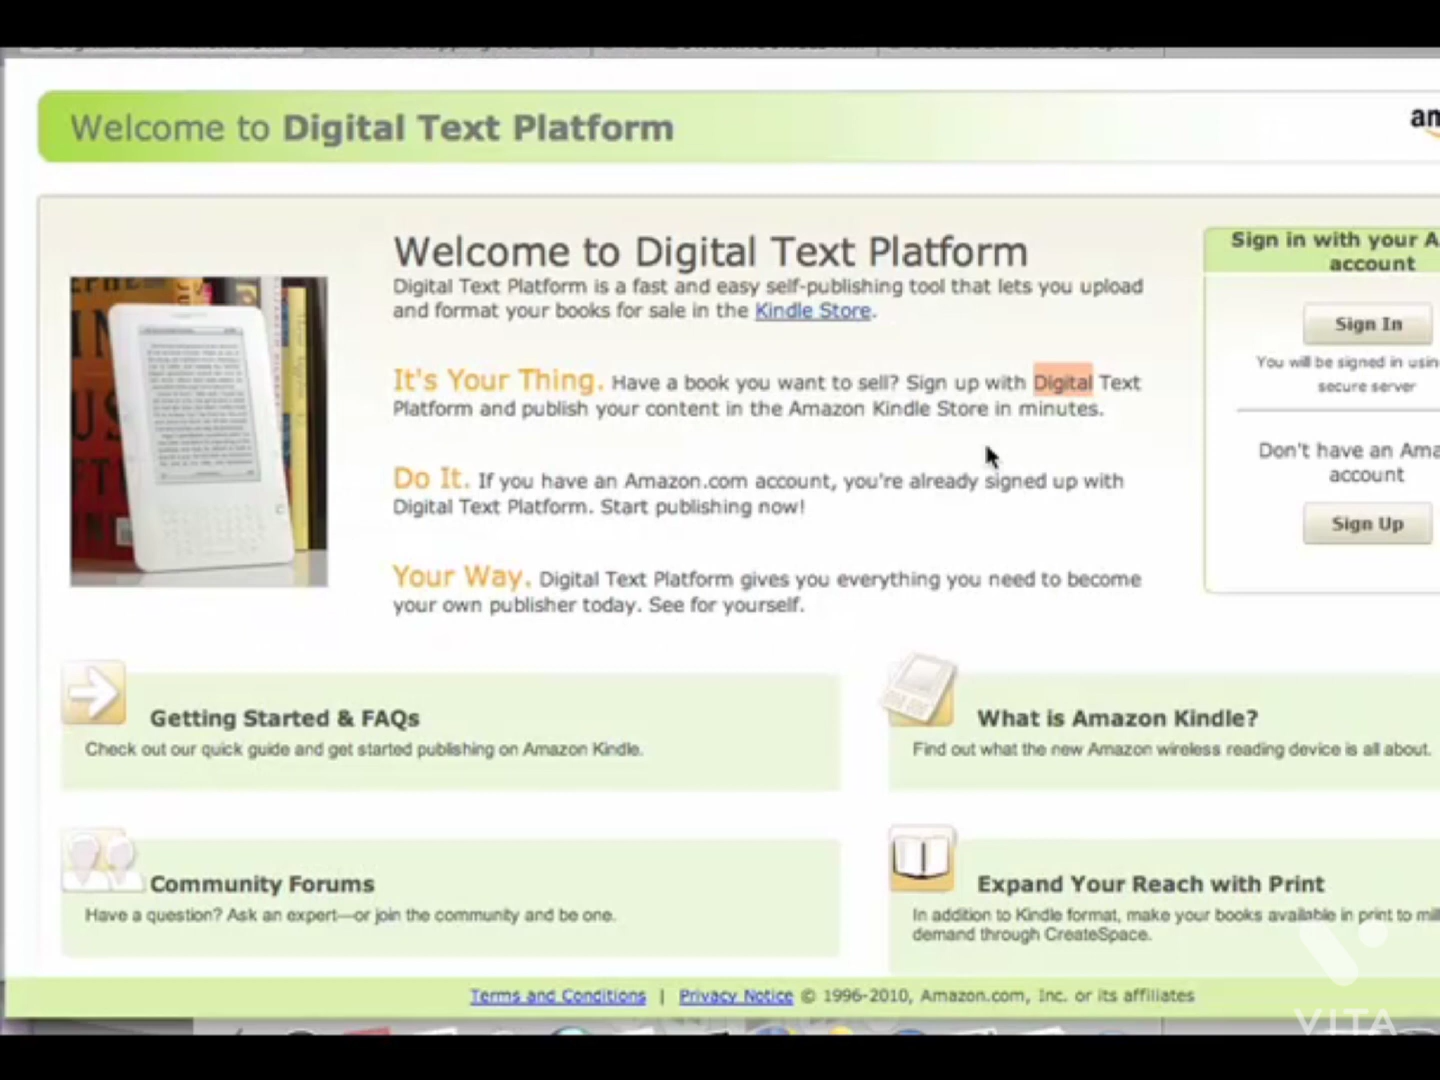 Welcome to Digital Text Platform
Welcome to Digital Text Platform
Digital Text Platform is a fast and easy self-publishing tool that lets you upload
and format your books for sale in the Kindle Store.
It's Your Thing. Have a book you want to sell? Sign up with Digital Text
Platform and publish your content in the Amazon Kindle Store in minutes.
Do It. If you have an Amazon.com account, you're already signed up with
Digital Text Platform. Start publishing now!
Your Way. Digital Text Platform gives you everything you need to become
your own publisher today. See for yourself.
Sign in with your A
account
Sign In
You will be signed in usin
secure server
Don't have an Ama
account
Sign Up
Getting Started & FAQs
Check out our quick guide and get started publishing on Amazon Kindle.
What is Amazon Kindle?
Find out what the new Amazon wireless reading device is all about.
Community Forums
Have a question? Ask an expert—or join the community and be one.
Expand Your Reach with Print
In addition to Kindle format, make your books available in print to mill
demand through CreateSpace.
Terms and Conditions | Privacy Notice © 1996-2010, Amazon.com, Inc. or its affiliates
VITA